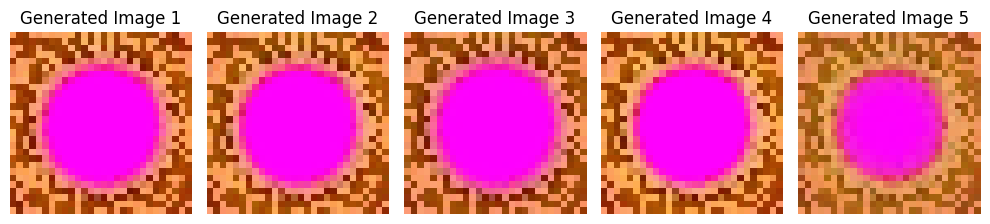 Generated Image 1
Generated Image 2
Generated Image 3
Generated Image 4
Generated Image 5